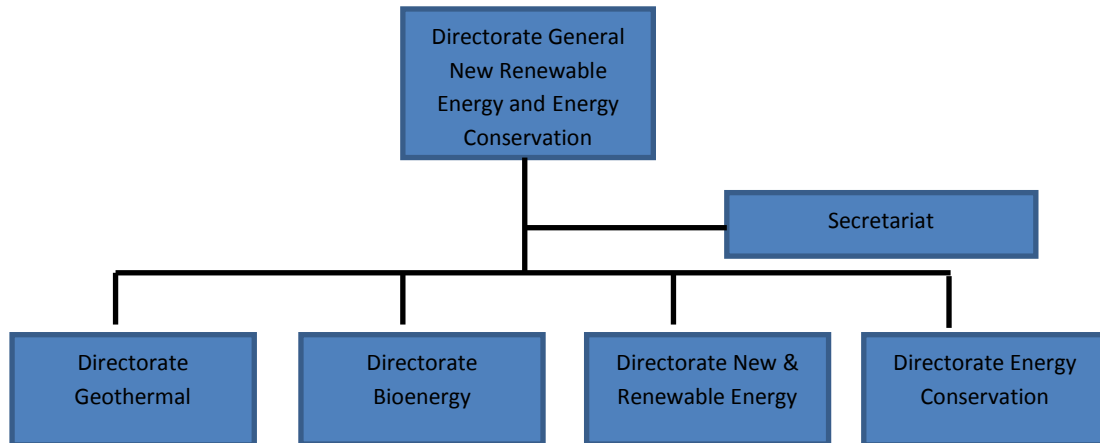 Directorate General
New Renewable
Energy and Energy
Conservation
Secretariat
Directorate
Geothermal
Directorate
Bioenergy
Directorate New &
Renewable Energy
Directorate Energy
Conservation